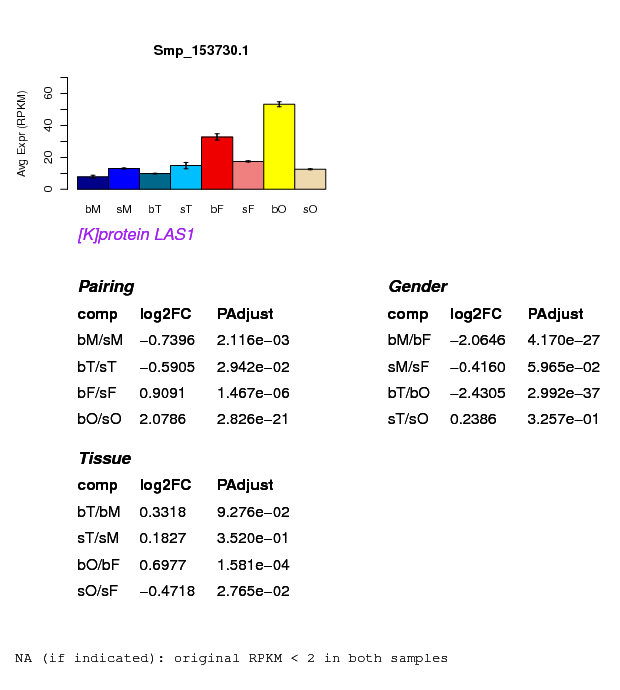 Smp_153730.1
Avg Expr (RPKM)
0 20 40 60
bM sM bT sT bF sF bO sO
[K]protein LAS1
Pairing
comp log2FC PAdjust
bM/sM −0.7396 2.116e−03
bT/sT −0.5905 2.942e−02
bF/sF 0.9091 1.467e−06
bO/sO 2.0786 2.826e−21
Gender
comp log2FC PAdjust
bM/bF −2.0646 4.170e−27
sM/sF −0.4160 5.965e−02
bT/bO −2.4305 2.992e−37
sT/sO 0.2386 3.257e−01
Tissue
comp log2FC PAdjust
bT/bM 0.3318 9.276e−02
sT/sM 0.1827 3.520e−01
bO/bF 0.6977 1.581e−04
sO/sF −0.4718 2.765e−02
NA (if indicated): original RPKM < 2 in both samples